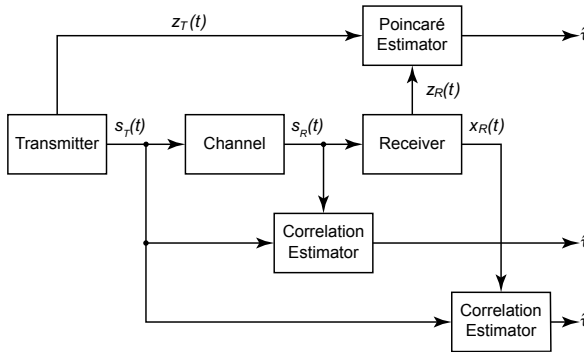 z_T(t)
Poincaré
Estimator
z_R(t)
Transmitter
s_T(t)
Channel
s_R(t)
Receiver
x_R(t)
Correlation
Estimator
Correlation
Estimator